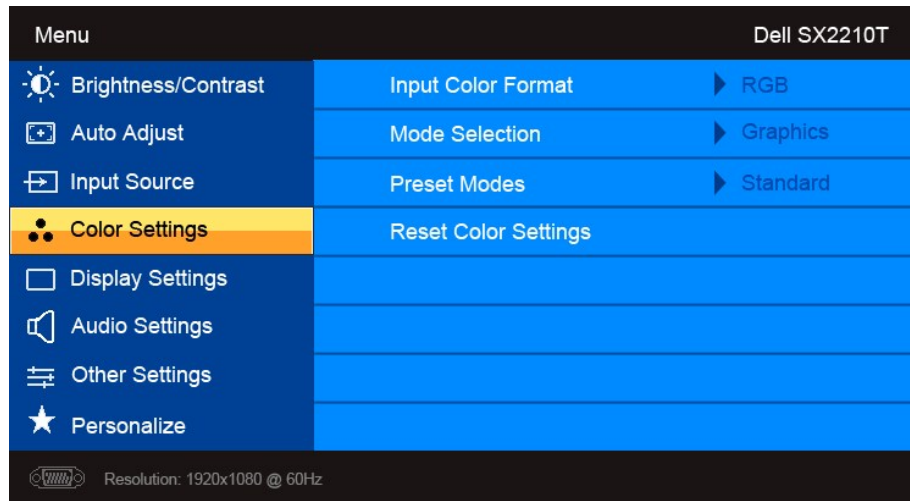 Menu Dell SX2210T
Brightness/Contrast Input Color Format RGB
Auto Adjust Mode Selection Graphics
Input Source Preset Modes Standard
Color Settings Reset Color Settings
Display Settings
Audio Settings
Other Settings
Personalize
Resolution: 1920x1080 @ 60Hz